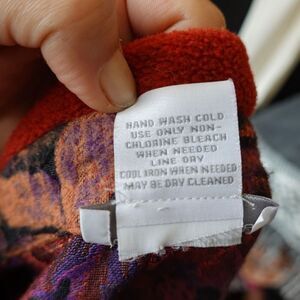 HAND WASH COLD
USE ONLY NON-
CHLORINE BLEACH
WHEN NEEDED
LINE DRY
COOL IRON WHEN NEEDED
MAY BE DRY CLEANED